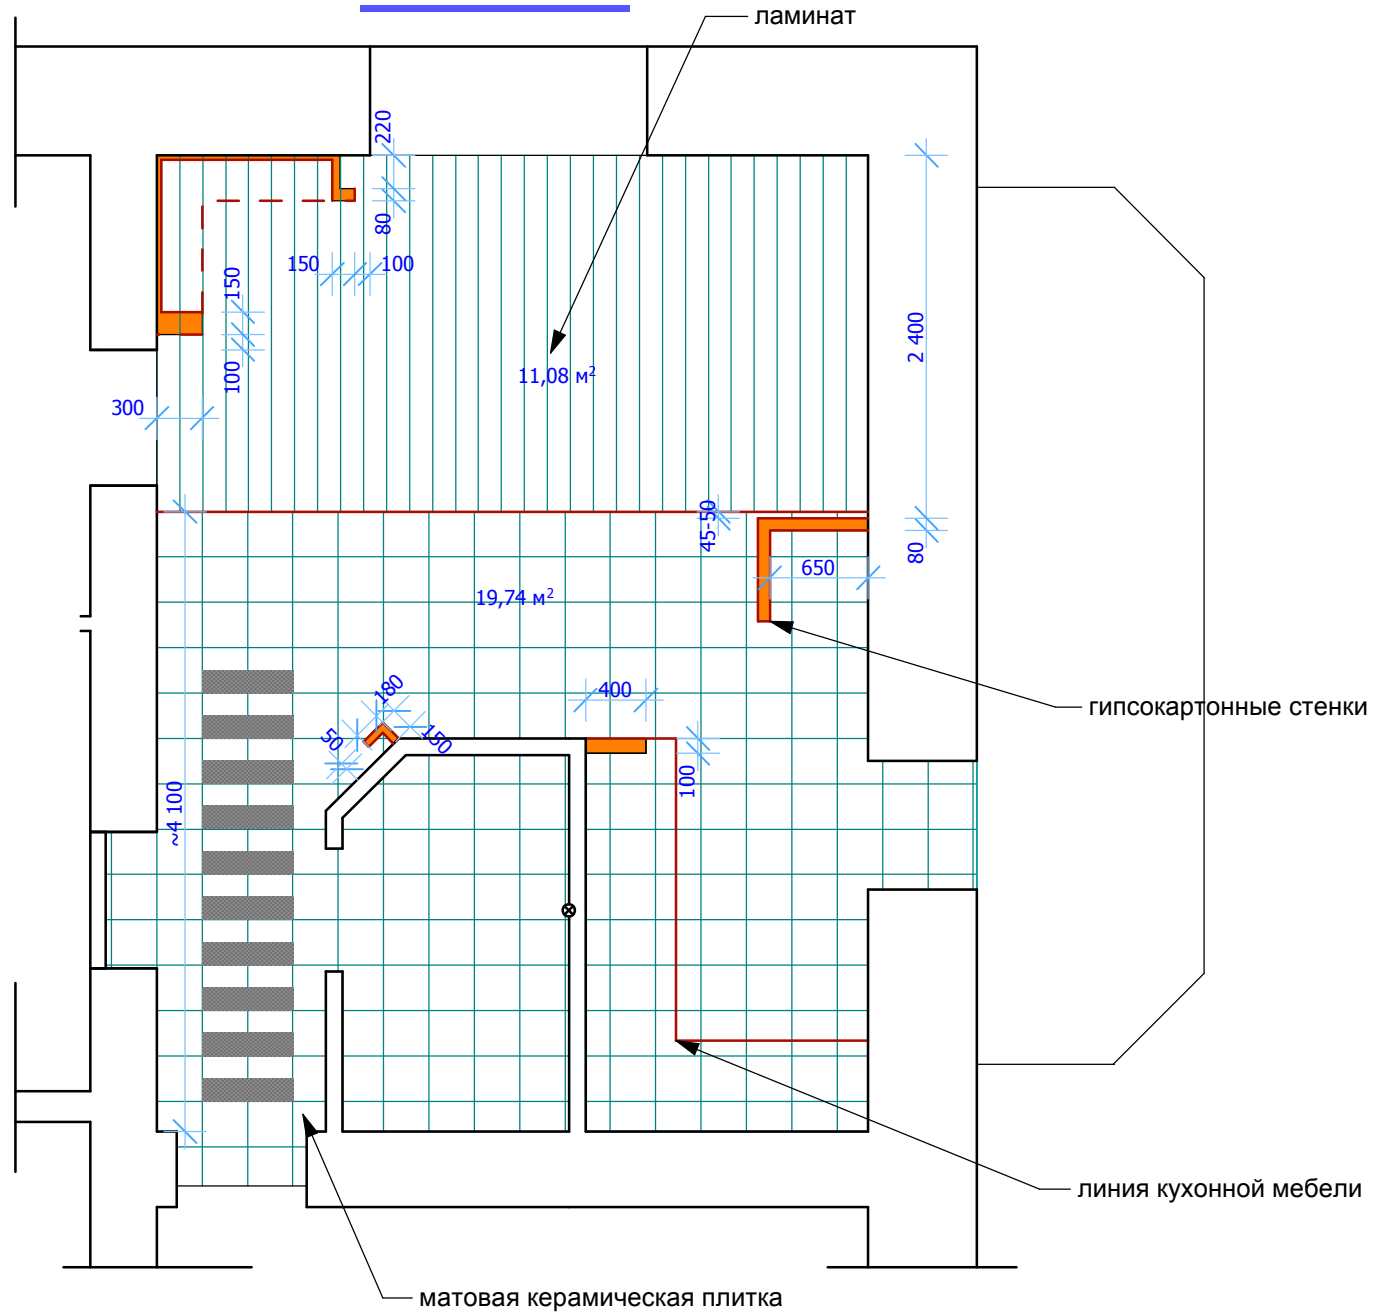 ламинат
220
80
150
100
150
100
300
11,08 м²
2 400
45-50
80
650
19,74 м²
180
50
150
400
100
гипсокартонные стенки
~4 100
линия кухонной мебели
матовая керамическая плитка